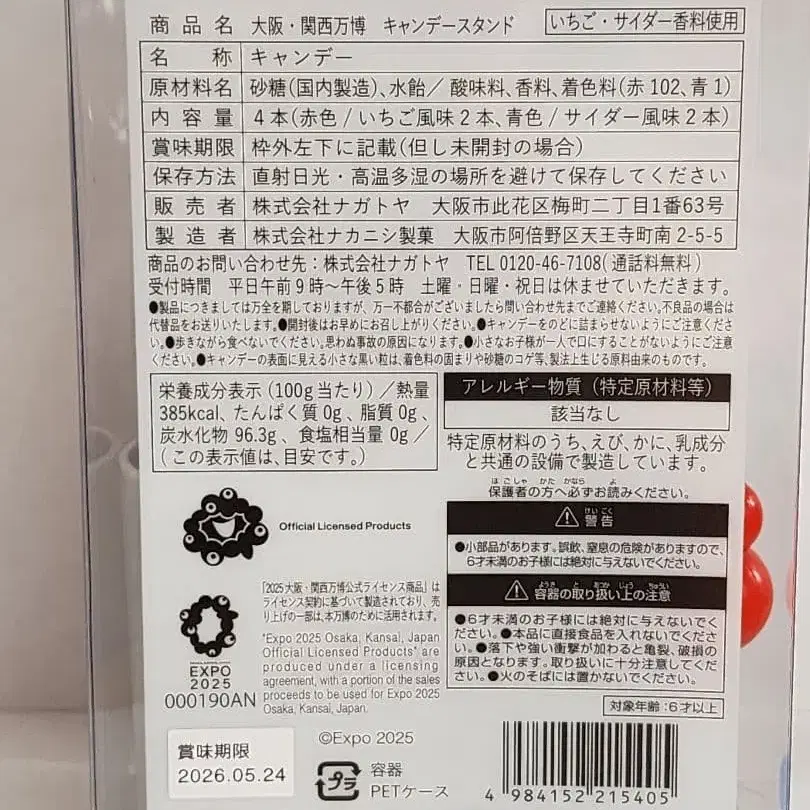 商品名 大阪・関西万博 キャンデースタンド いちご・サイダー香料使用
名称 キャンデー
原材料名 砂糖(国内製造)、水飴／ 酸味料、香料、着色料(赤102、青1)
内容量 4本(赤色 / いちご風味2本、青色 / サイダー風味2本)
賞味期限 枠外左下に記載(但し未開封の場合)
保存方法 直射日光・高温多湿の場所を避けて保存してください
販売者 株式会社ナガトヤ 大阪市此花区梅町二丁目1番63号
製造者 株式会社ナカニシ製菓 大阪市阿倍野区天王寺町南2-5-5
商品のお問い合わせ先：株式会社ナガトヤ TEL 0120-46-7108(通話料無料)
受付時間 平日午前9時〜午後5時 土曜・日曜・祝日は休ませていただきます。
●製品につきましては万全を期しておりますが、万一不都合がございましたら問い合わせ先までご連絡ください。不良品の場合は
代替品をお送りいたします。●開封後はお早めにお召し上がりください。●キャンデーをのどに詰まらせないようにご注意くださ
い。●歩きながら食べないでください。思わぬ事故の原因になります。●小さなお子様が一人で口にすることがないようにご注意
ください。●キャンデーの表面に見える小さな黒い粒は、着色料の固まりや砂糖のコゲ等、製法上生じる原料由来のものです。
栄養成分表示(100g当たり)／熱量
385kcal、たんぱく質0g、脂質0g、
炭水化物 96.3g、食塩相当量 0g／
(この表示値は、目安です。)
アレルギー物質(特定原材料等)
該当なし
特定原材料のうち、えび、かに、乳成分
と共通の設備で製造しています。
保護者の方へ必ずお読みください。
警告
●小部品があります。誤飲、窒息の危険がありますので、
6才未満のお子様には絶対に与えないでください。
容器の取り扱い上の注意
●6才未満のお子様には絶対に与えないでく
ださい。●本品に直接食品を入れないでくださ
い。●落下や強い衝撃が加わると亀裂、破損の
原因となります。取り扱いに十分注意してくだ
さい。●火のそばには置かないでください。
対象年齢：6才以上
Official Licensed Products
「2025大阪・関西万博公式ライセンス商品」は
ライセンス契約に基づいて製造されており、売
り上げの一部は、本万博のために活用されます。
"Expo 2025 Osaka, Kansai, Japan
Official Licensed Products" are
produced under a licensing
agreement, with a portion of the sales
proceeds to be used for Expo 2025
Osaka, Kansai, Japan.
EXPO
2025
000190AN
賞味期限
2026.05.24
©Expo 2025
プラ
容器
PETケース
4 984152 215405